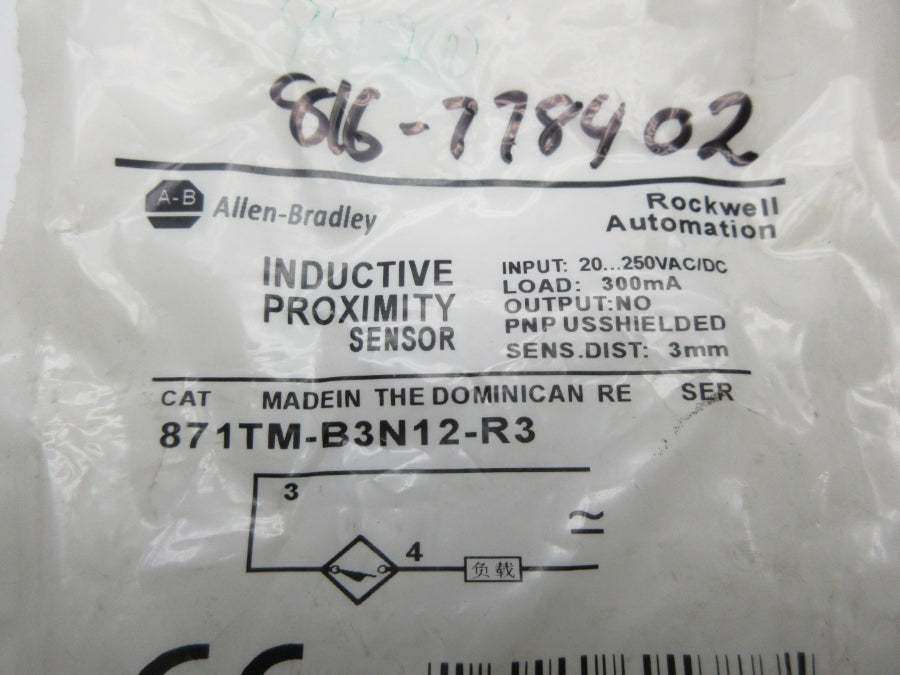 816-778402
A-B Allen-Bradley
Rockwell Automation
INDUCTIVE
PROXIMITY
SENSOR
INPUT: 20...250VAC/DC
LOAD: 300mA
OUTPUT:NO
PNP USSHIELDED
SENS.DIST: 3mm
CAT MADEIN THE DOMINICAN RE SER
871TM-B3N12-R3
3
4
负载
CE